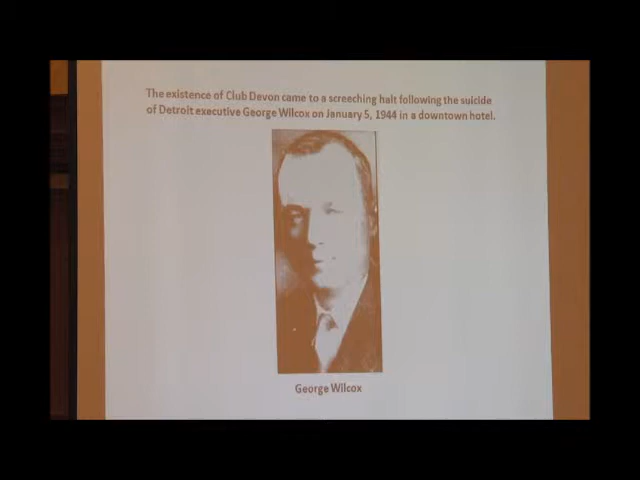 The existence of Club Devon came to a screeching halt following the suicide
of Detroit executive George Wilcox on January 5, 1944 in a downtown hotel.
George Wilcox